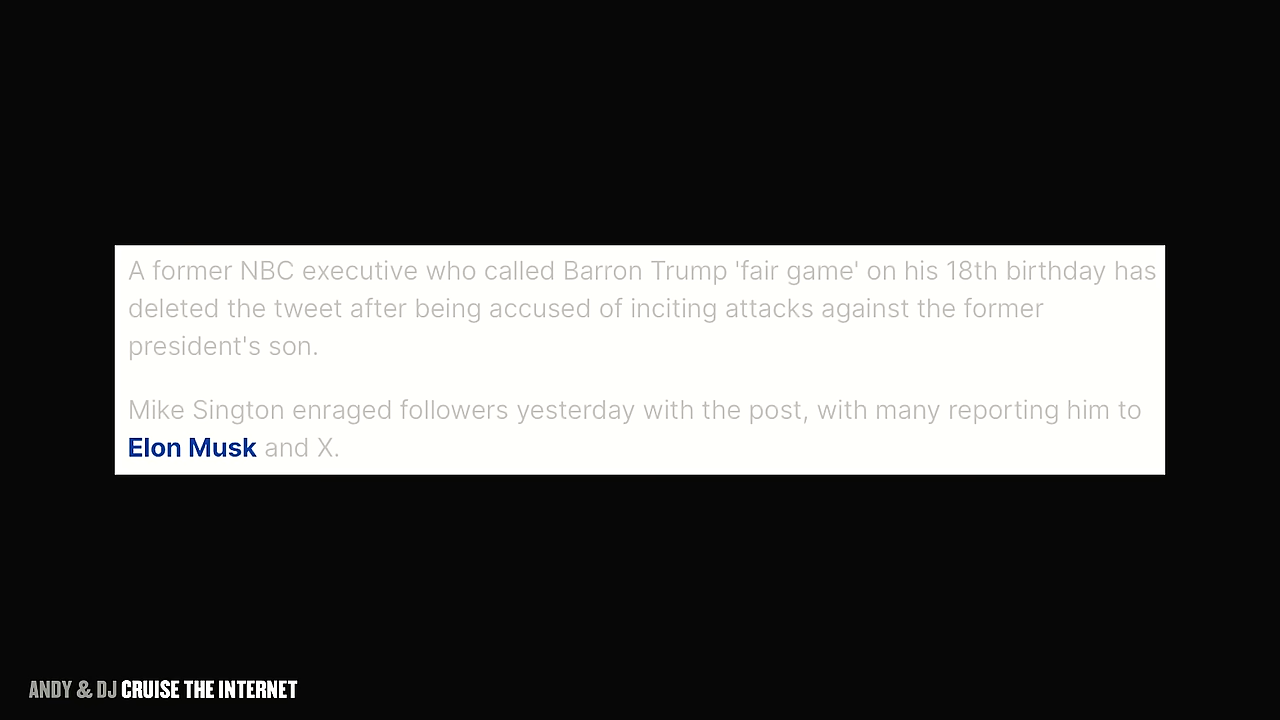 A former NBC executive who called Barron Trump 'fair game' on his 18th birthday has
deleted the tweet after being accused of inciting attacks against the former
president's son.
Mike Sington enraged followers yesterday with the post, with many reporting him to
Elon Musk and X.
ANDY & DJ CRUISE THE INTERNET